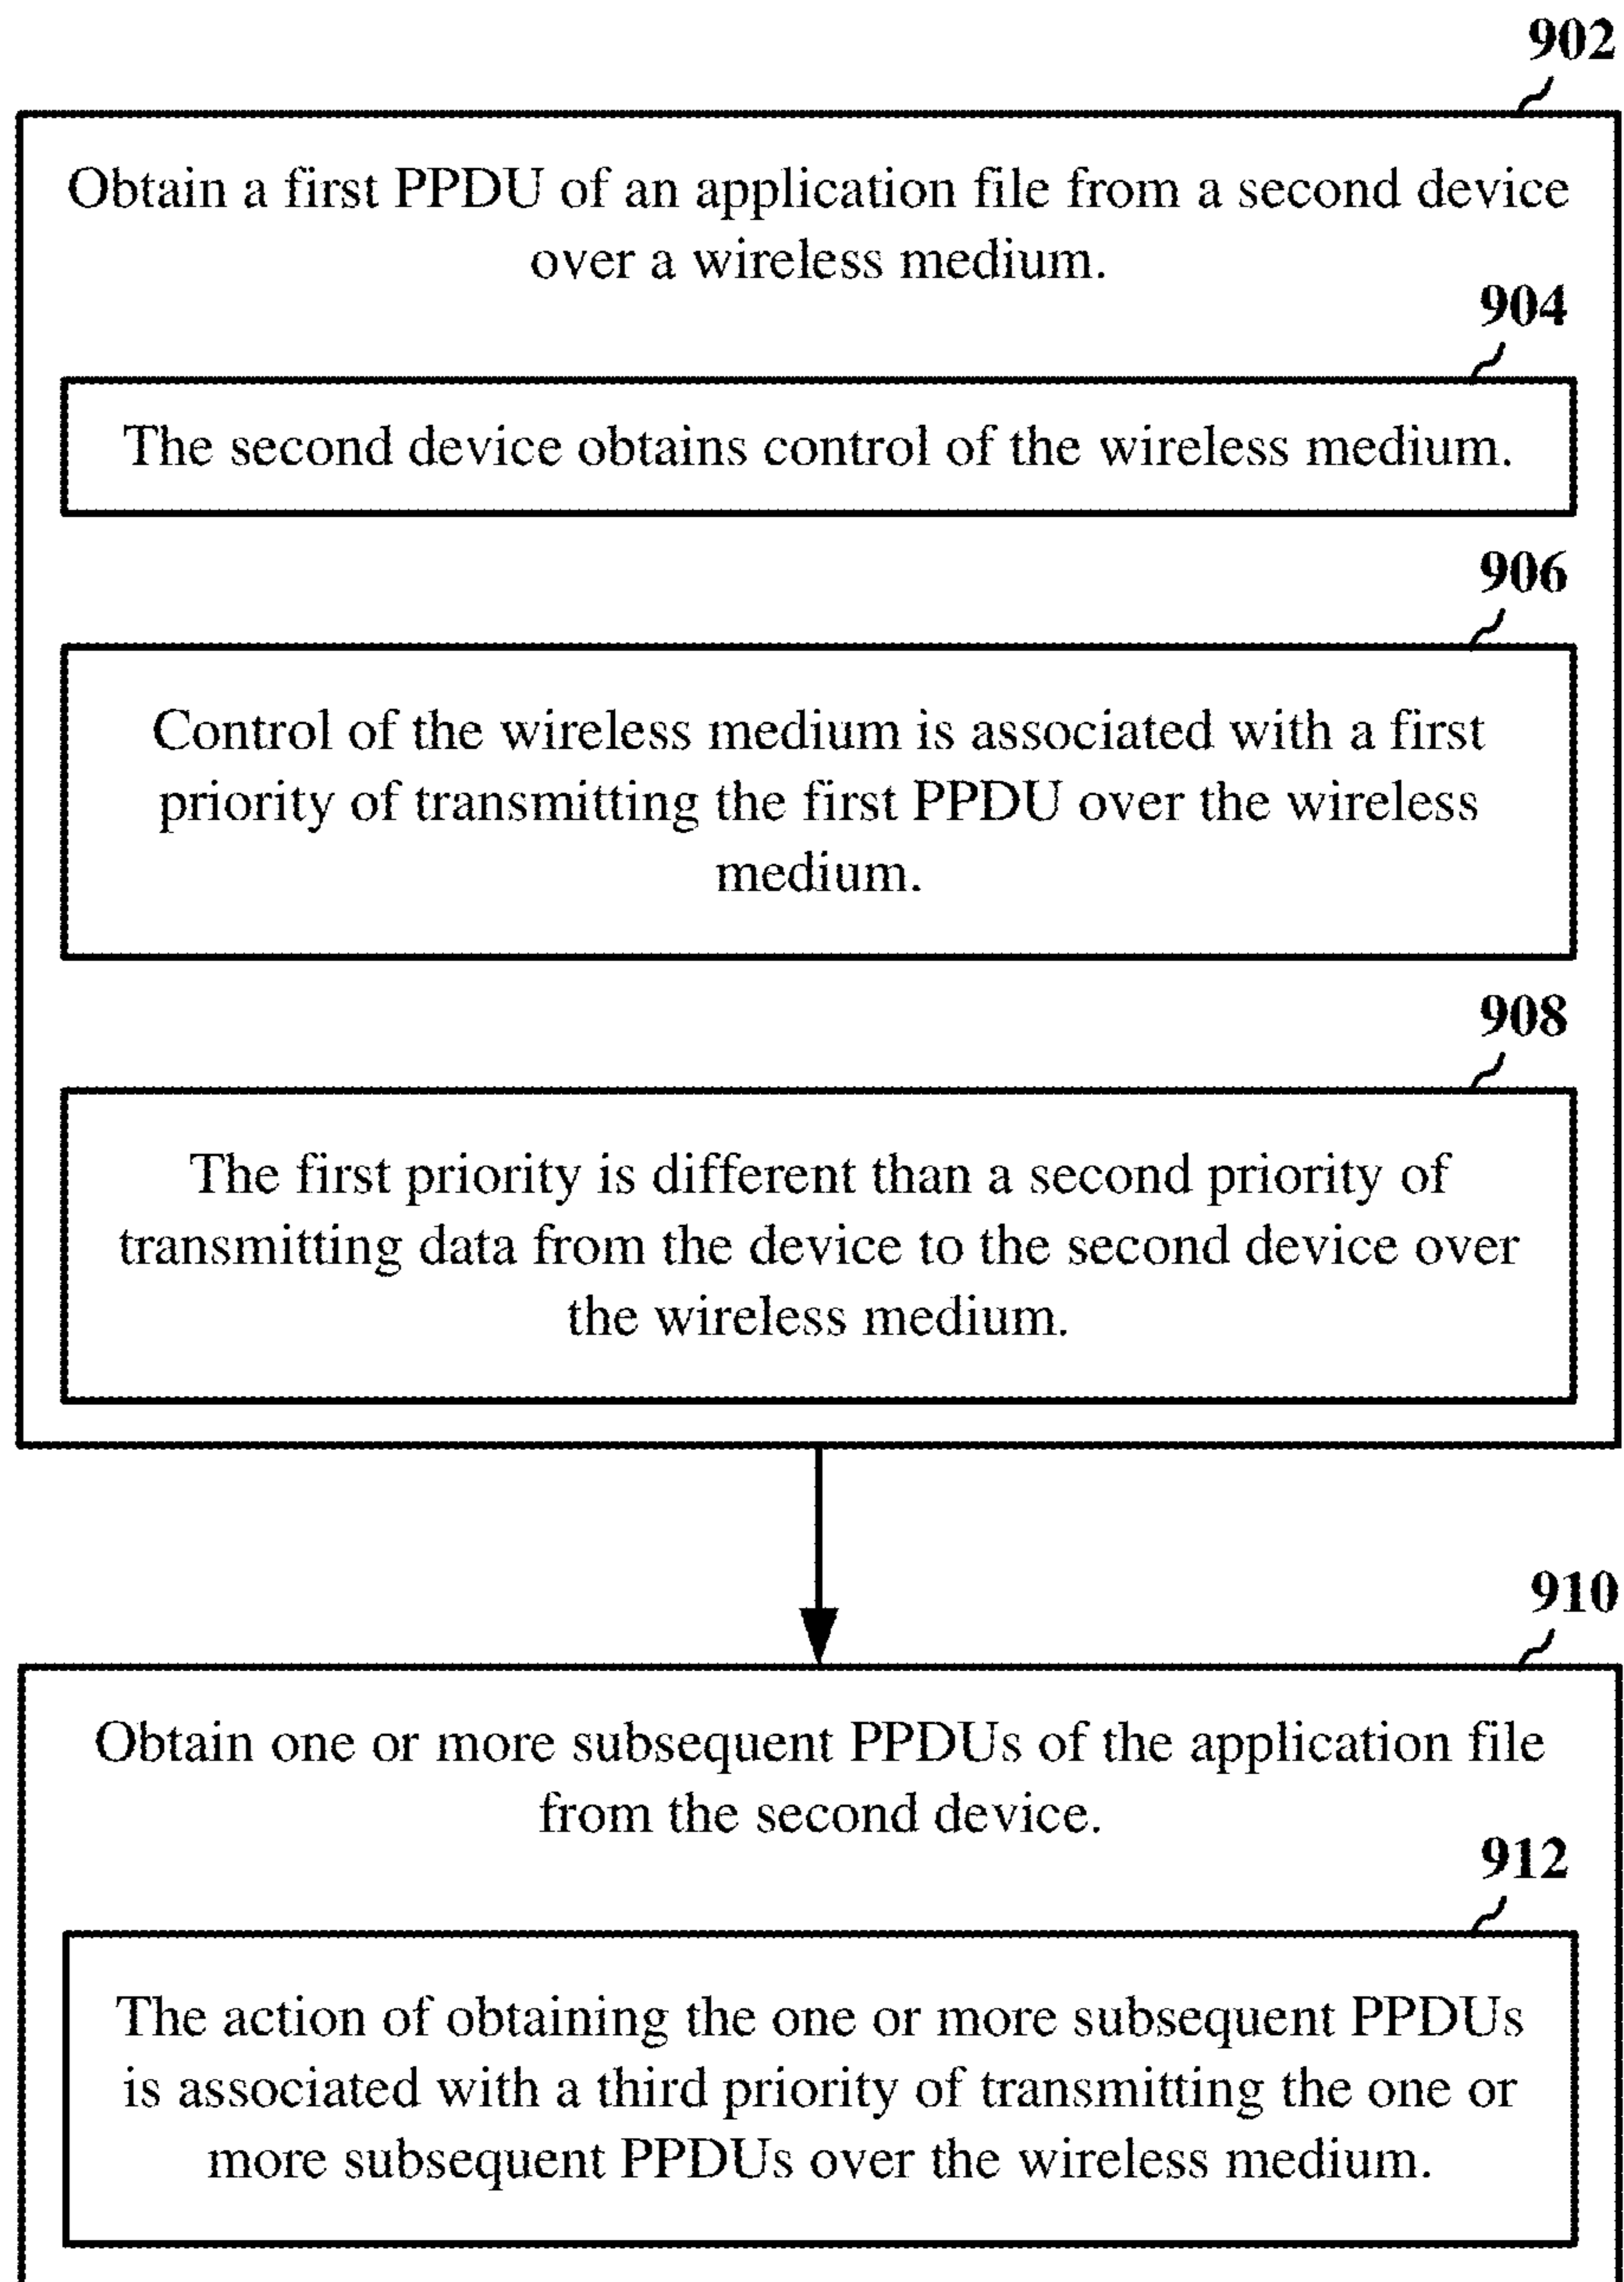 902
Obtain a first PPDU of an application file from a second device
over a wireless medium.
904
The second device obtains control of the wireless medium.
906
Control of the wireless medium is associated with a first
priority of transmitting the first PPDU over the wireless
medium.
908
The first priority is different than a second priority of
transmitting data from the device to the second device over
the wireless medium.
910
Obtain one or more subsequent PPDUs of the application file
from the second device.
912
The action of obtaining the one or more subsequent PPDUs
is associated with a third priority of transmitting the one or
more subsequent PPDUs over the wireless medium.